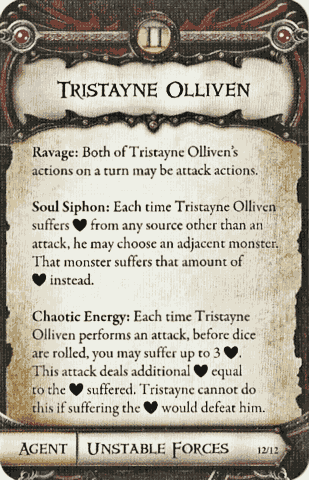 II
TRISTAYNE OLLIVEN
Ravage: Both of Tristayne Olliven's
actions on a turn may be attack actions.
Soul Siphon: Each time Tristayne Olliven
suffers ♥ from any source other than an
attack, he may choose an adjacent monster.
That monster suffers that amount of
♥ instead.
Chaotic Energy: Each time Tristayne
Olliven performs an attack, before dice
are rolled, you may suffer up to 3 ♥.
This attack deals additional ♥ equal
to the ♥ suffered. Tristayne cannot do
this if suffering the ♥ would defeat him.
AGENT UNSTABLE FORCES 12/12